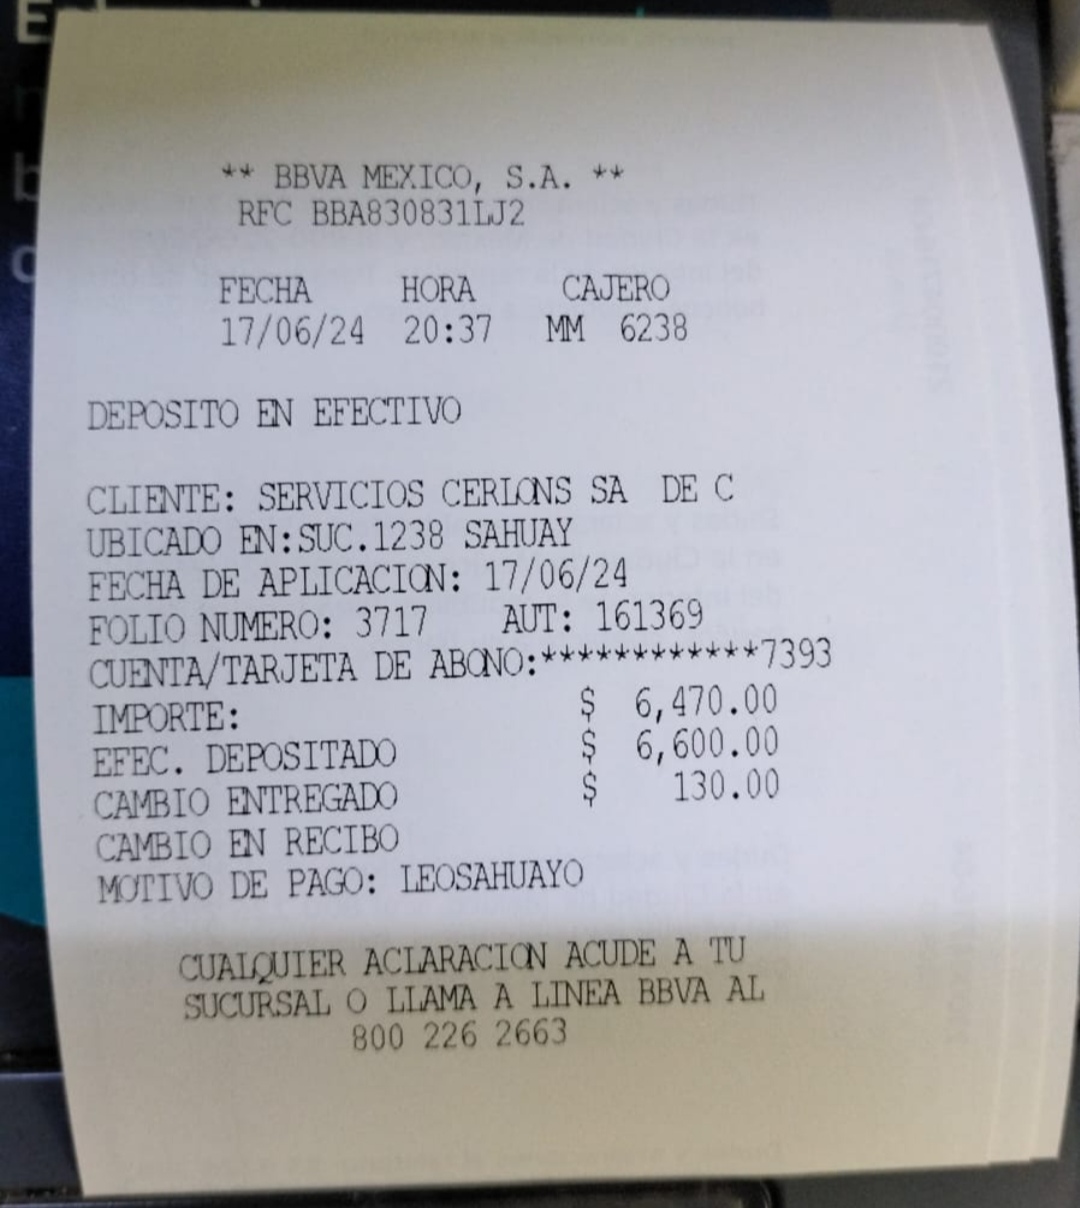 ** BBVA MEXICO, S.A. **
RFC BBA830831LJ2
FECHA HORA CAJERO
17/06/24 20:37 MM 6238
DEPOSITO EN EFECTIVO
CLIENTE: SERVICIOS CERLONS SA DE C
UBICADO EN:SUC.1238 SAHUAY
FECHA DE APLICACION: 17/06/24
FOLIO NUMERO: 3717 AUT: 161369
CUENTA/TARJETA DE ABONO:************7393
IMPORTE: $ 6,470.00
EFEC. DEPOSITADO $ 6,600.00
CAMBIO ENTREGADO $ 130.00
CAMBIO EN RECIBO
MOTIVO DE PAGO: LEOSAHUAYO
CUALQUIER ACLARACION ACUDE A TU
SUCURSAL O LLAMA A LINEA BBVA AL
800 226 2663